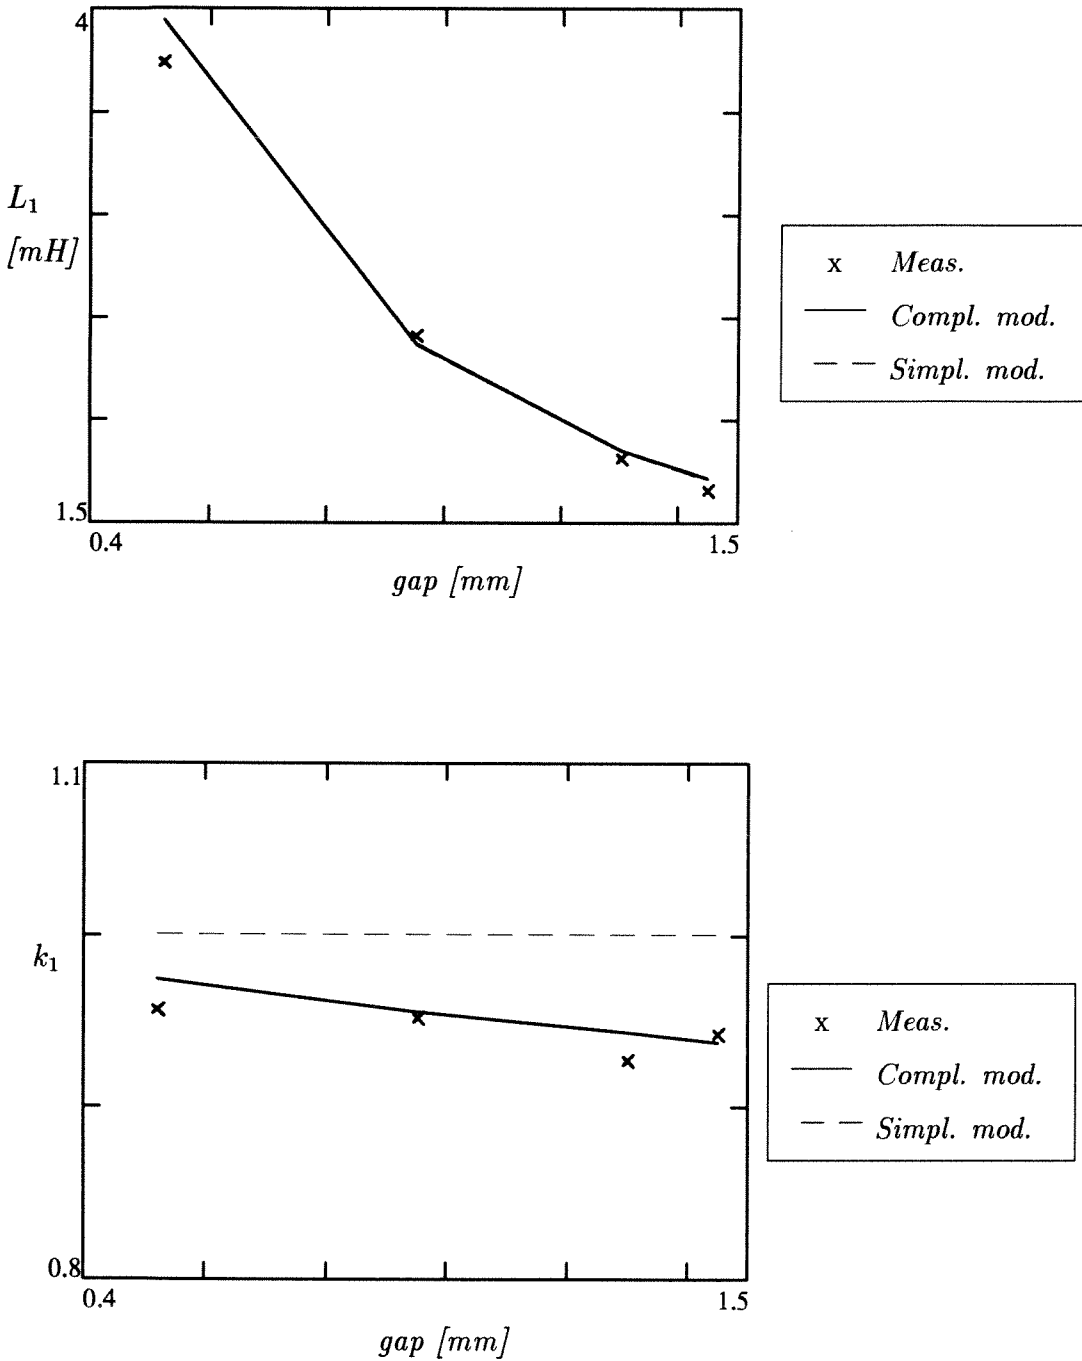 4
L1
[mH]
1.5
0.4
1.5
gap [mm]
x Meas.
Compl. mod.
Simpl. mod.
1.1
k1
0.8
0.4
1.5
gap [mm]
x Meas.
Compl. mod.
Simpl. mod.